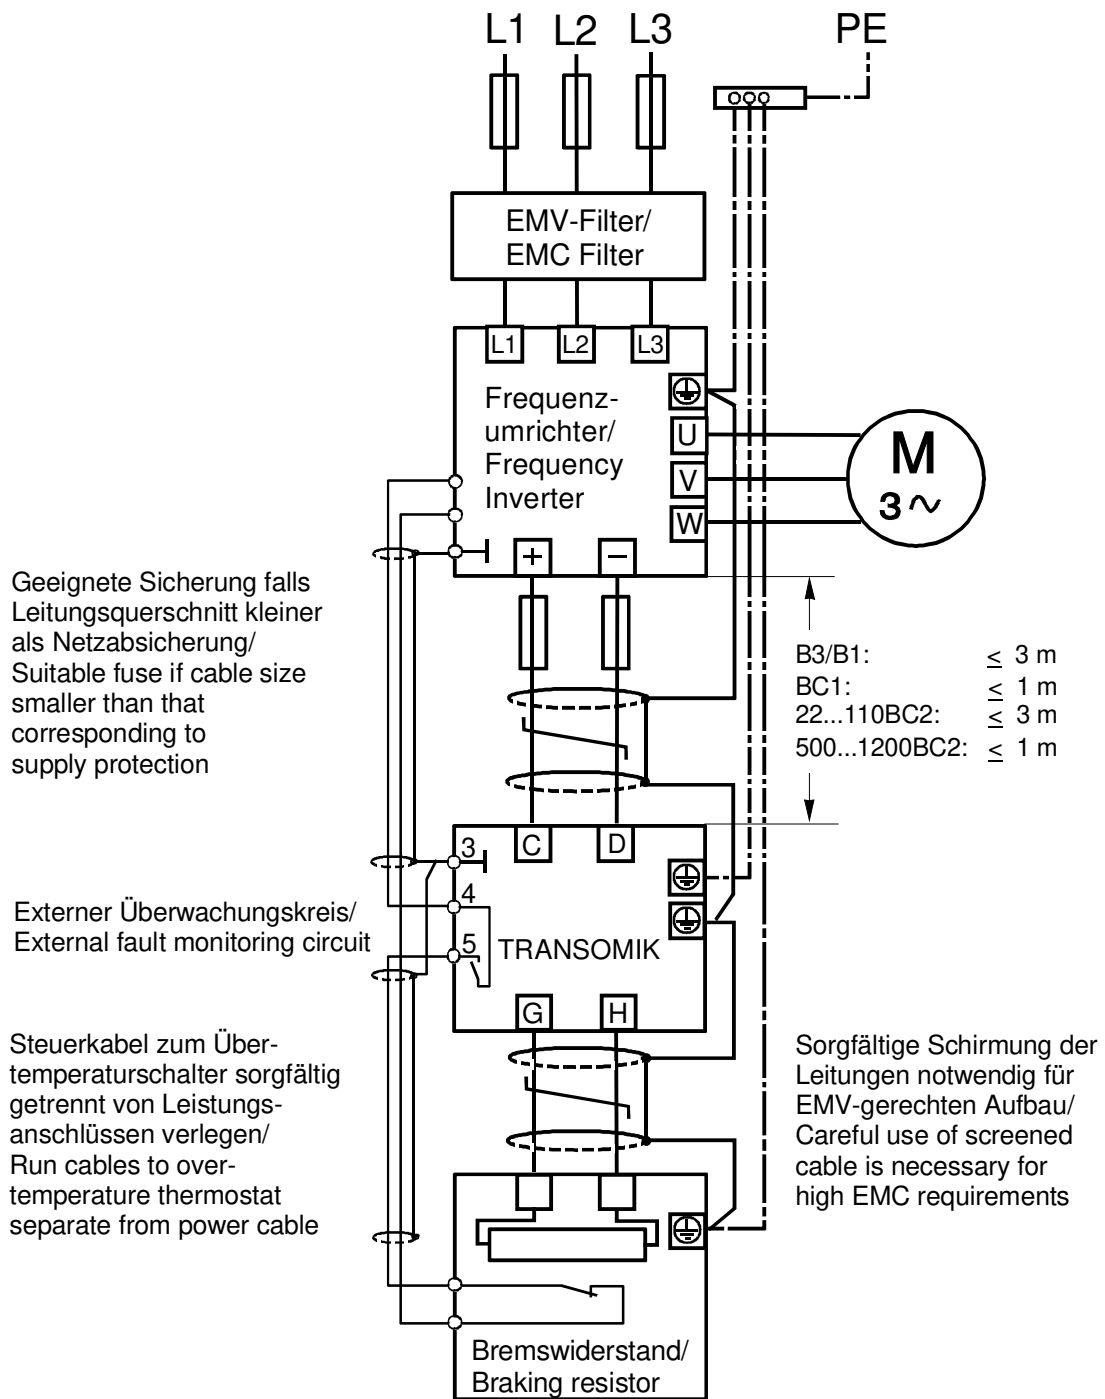 L1 L2 L3 PE
EMV-Filter/
EMC Filter
L1 L2 L3
Frequenz-
umrichter/
Frequency
Inverter
U
V
W
M
3 ~
+ −
Geeignete Sicherung falls
Leitungsquerschnitt kleiner
als Netzabsicherung/
Suitable fuse if cable size
smaller than that
corresponding to
supply protection
B3/B1: ≤ 3 m
BC1: ≤ 1 m
22...110BC2: ≤ 3 m
500...1200BC2: ≤ 1 m
C D
3
4
5
TRANSOMIK
G H
Externer Überwachungskreis/
External fault monitoring circuit
Steuerkabel zum Über-
temperaturschalter sorgfältig
getrennt von Leistungs-
anschlüssen verlegen/
Run cables to over-
temperature thermostat
separate from power cable
Sorgfältige Schirmung der
Leitungen notwendig für
EMV-gerechten Aufbau/
Careful use of screened
cable is necessary for
high EMC requirements
Bremswiderstand/
Braking resistor